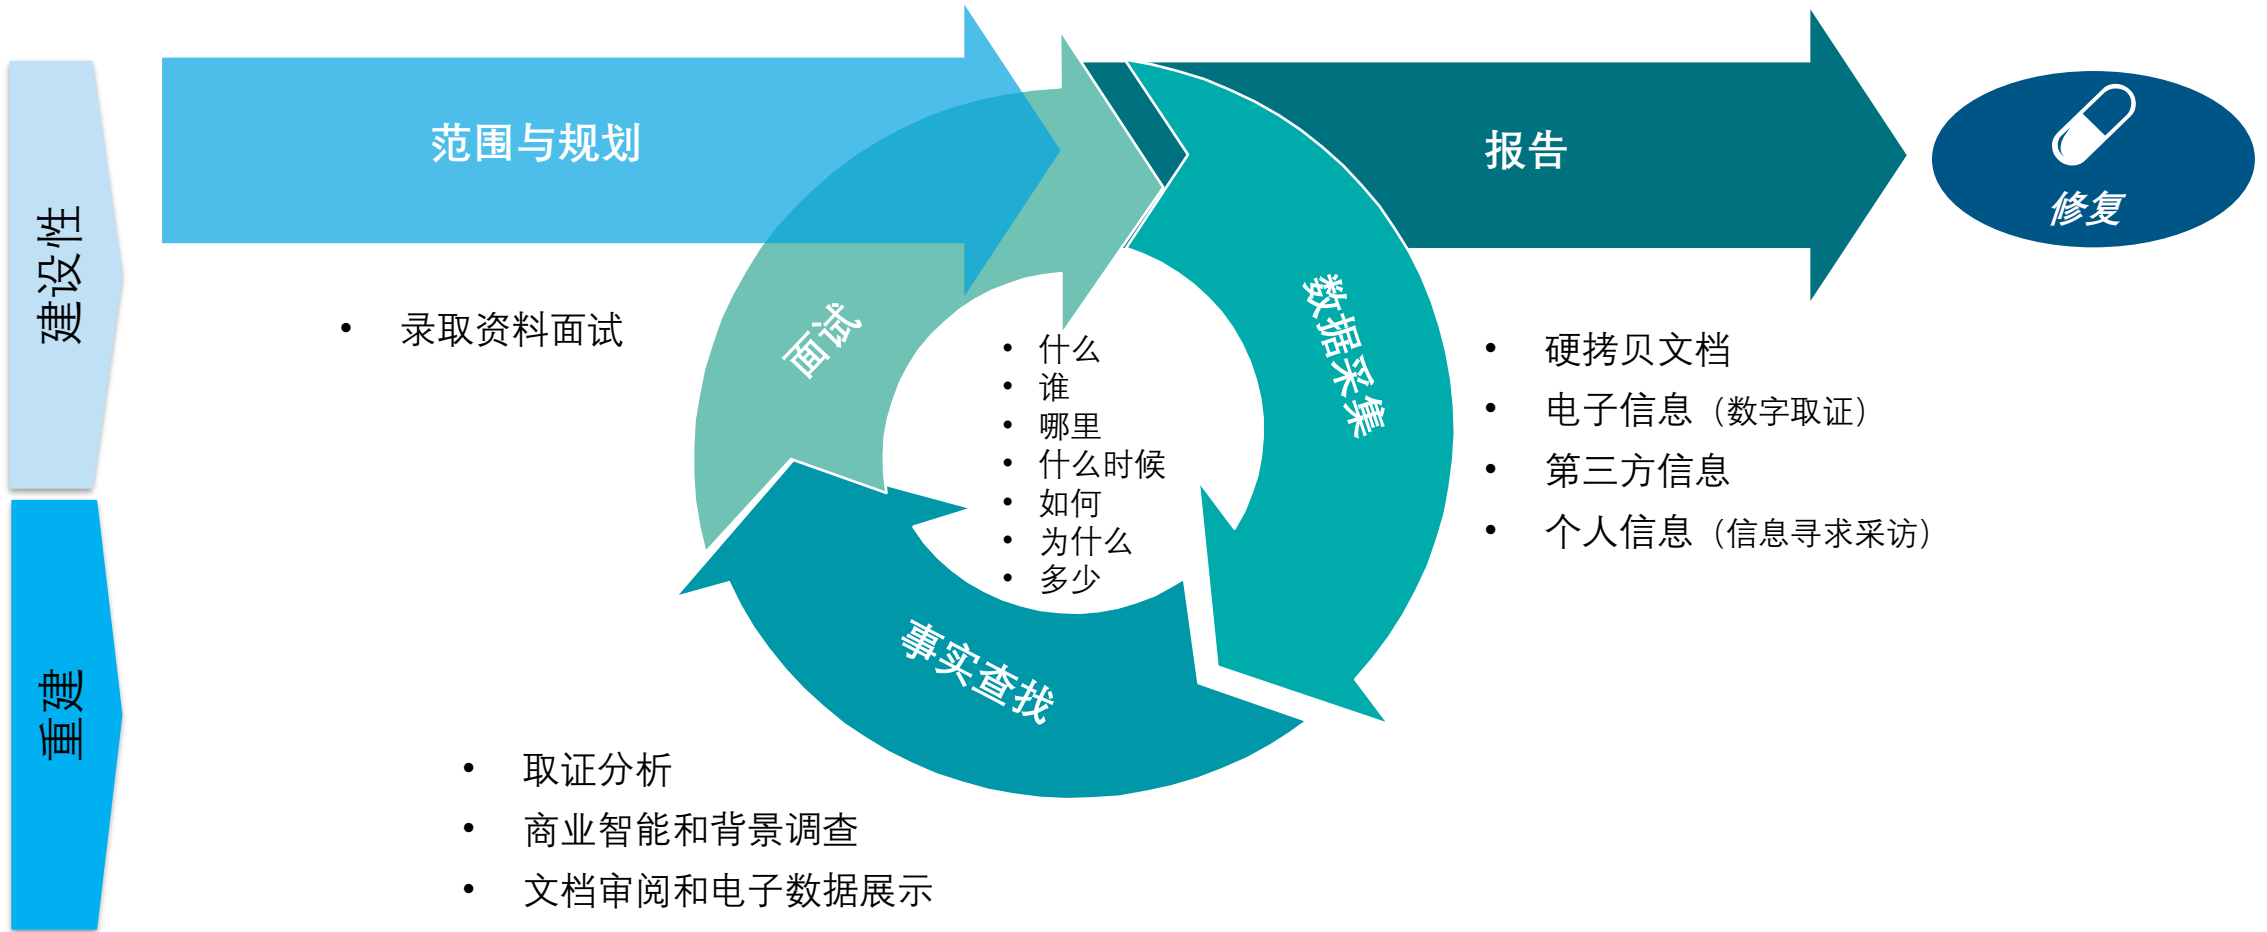 建设性
重建
范围与规划
报告
修复
录取资料面试
面试
数据采集
事实查找
• 什么
• 谁
• 哪里
• 什么时候
• 如何
• 为什么
• 多少
• 硬拷贝文档
• 电子信息（数字取证）
• 第三方信息
• 个人信息（信息寻求采访）
• 取证分析
• 商业智能和背景调查
• 文档审阅和电子数据展示